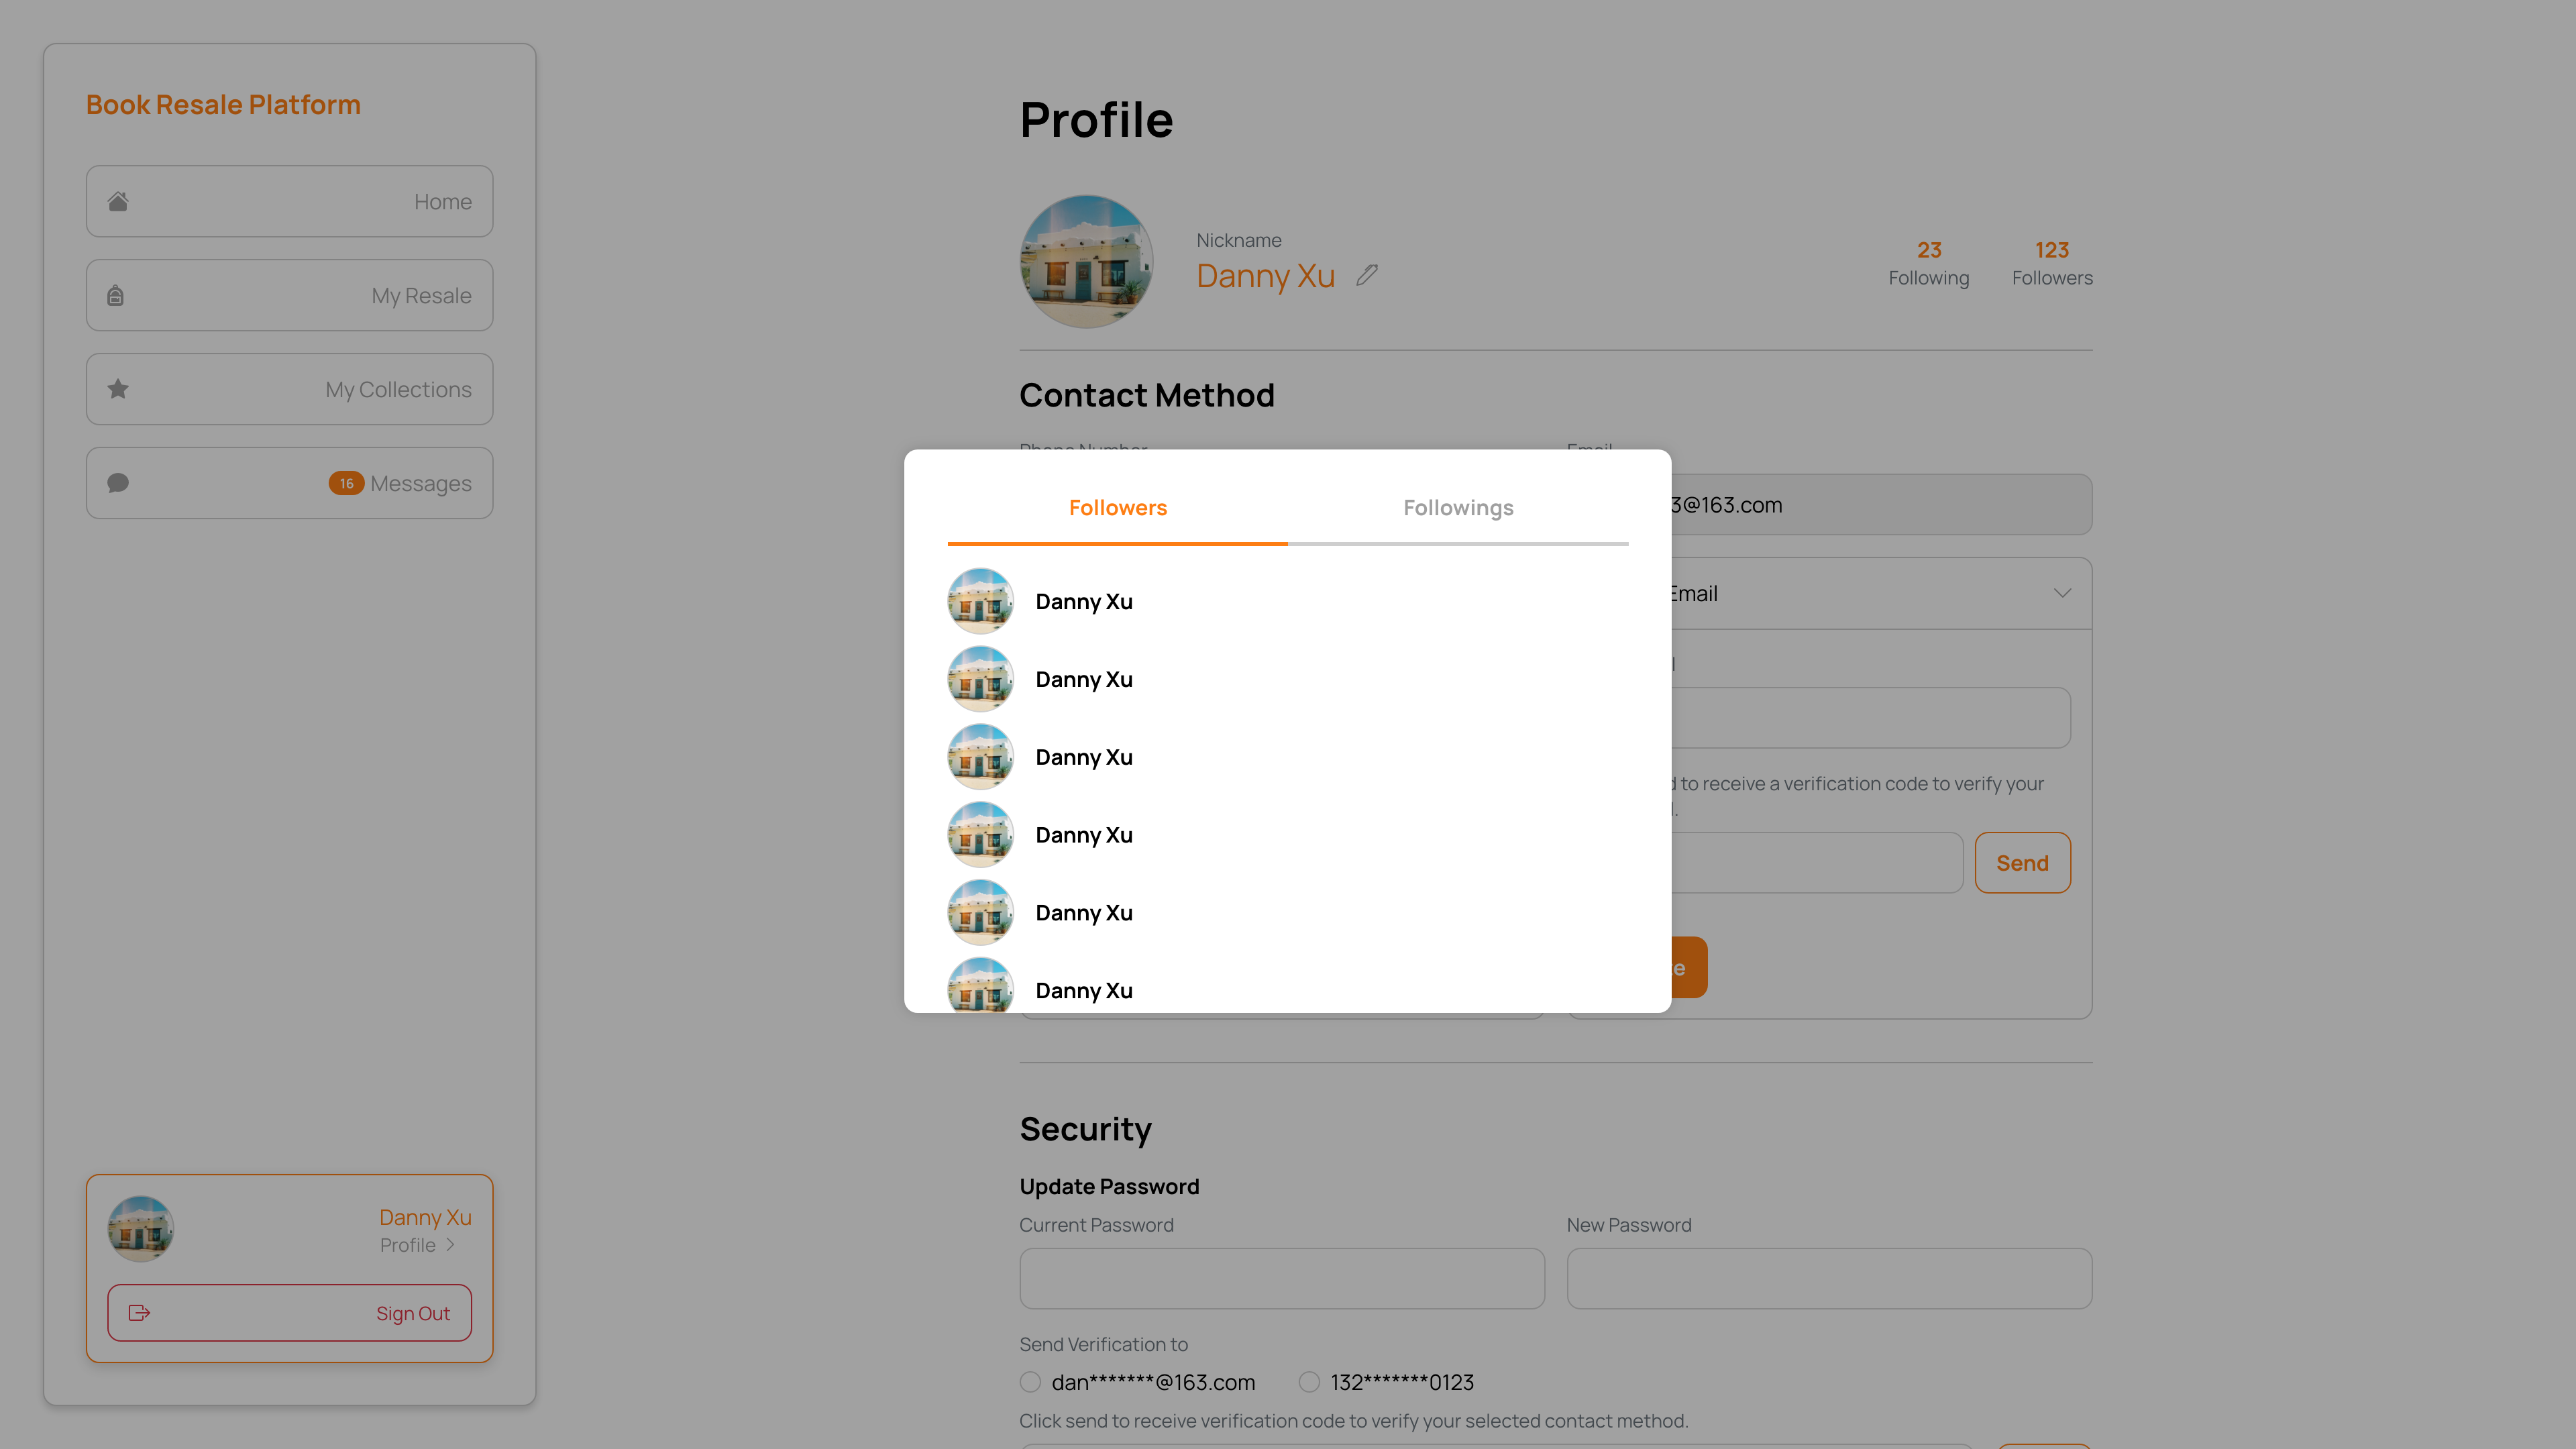 Book Resale Platform
Home
My Resale
My Collections
16 Messages
Danny Xu
Profile
Sign Out
Profile
Nickname
Danny Xu
23
Following
123
Followers
Contact Method
Email
3@163.com
Email
d to receive a verification code to verify your
Send
Followers
Followings
Danny Xu
Danny Xu
Danny Xu
Danny Xu
Danny Xu
Danny Xu
Security
Update Password
Current Password
New Password
Send Verification to
dan*******@163.com
132*******0123
Click send to receive verification code to verify your selected contact method.